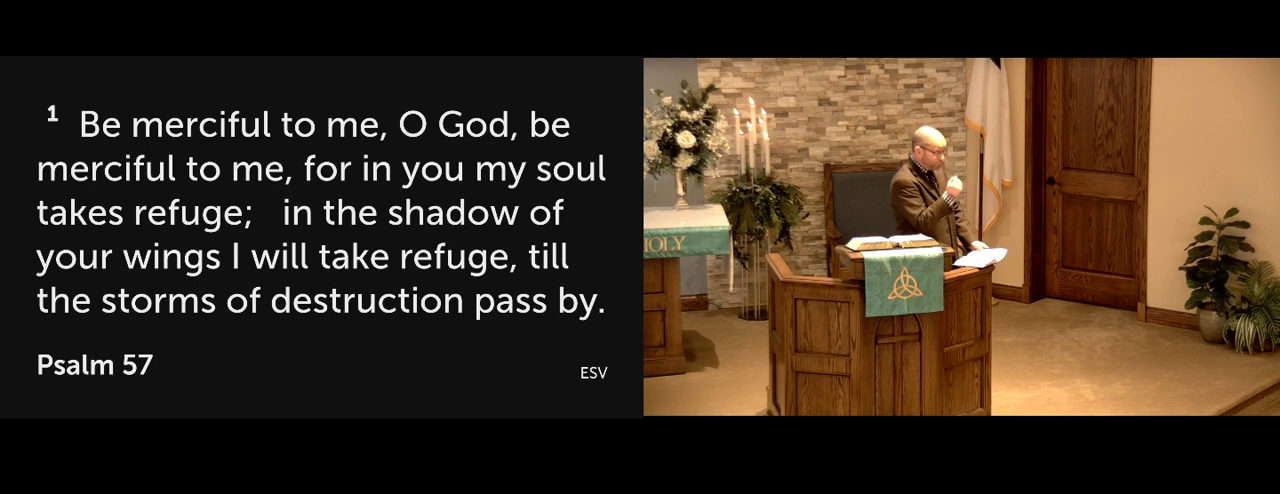 1 Be merciful to me, O God, be
merciful to me, for in you my soul
takes refuge; in the shadow of
your wings I will take refuge, till
the storms of destruction pass by.
Psalm 57
ESV
HOLY